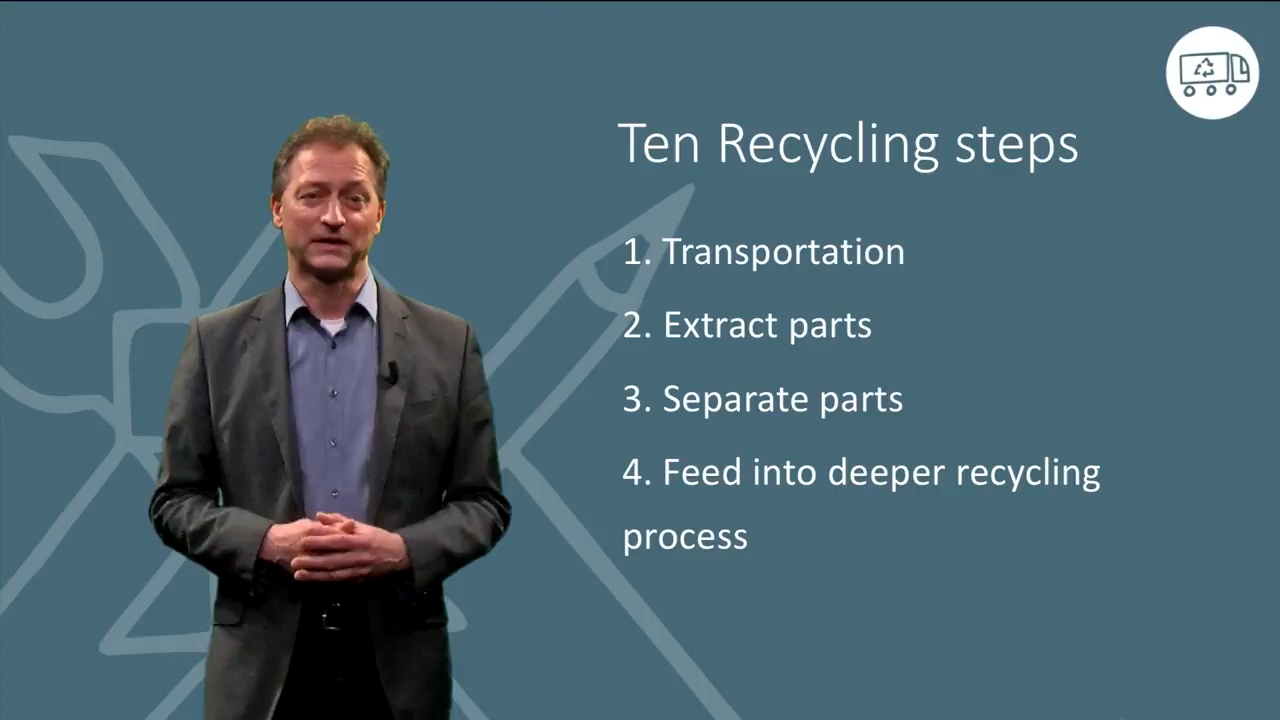 Ten Recycling steps
1. Transportation
2. Extract parts
3. Separate parts
4. Feed into deeper recycling
process